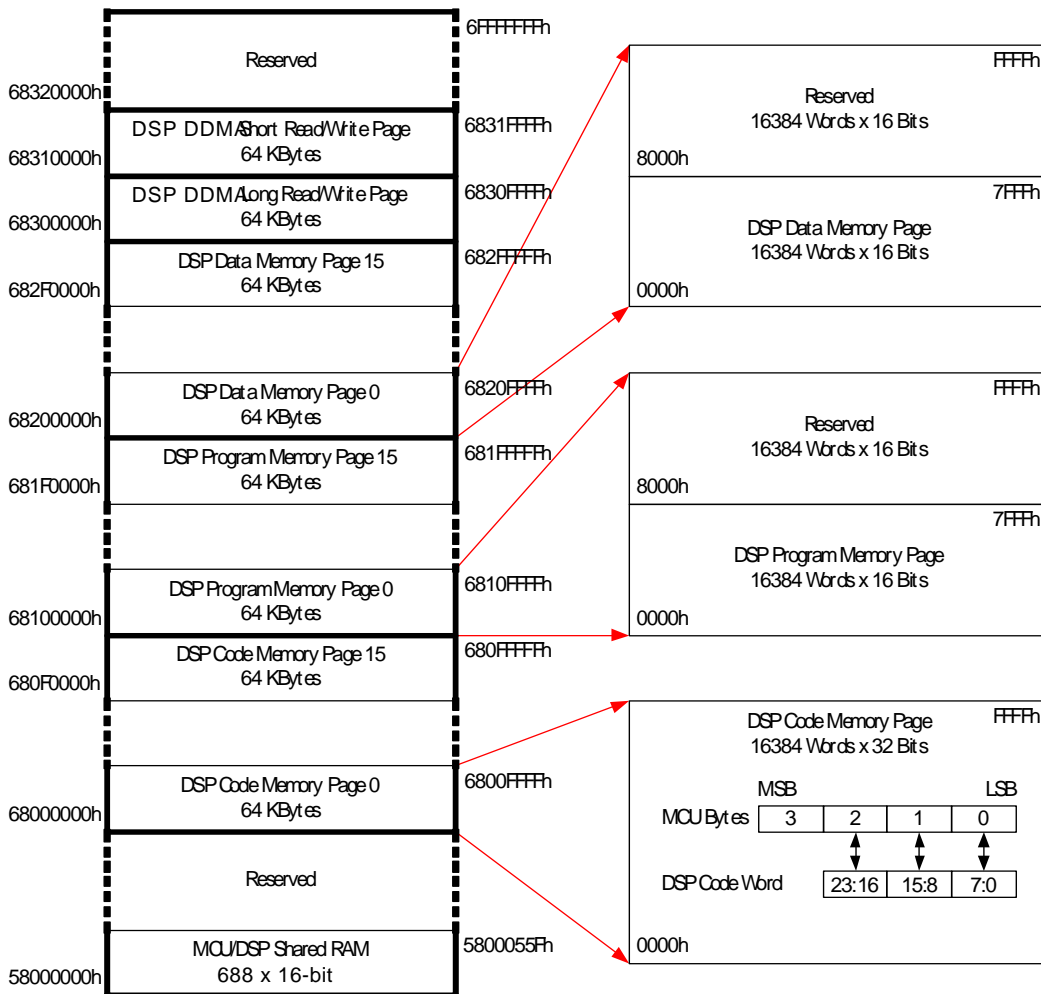 6FFFFFFFh
Reserved
68320000h
DSP DDMA Short Read/Write Page
64 KBytes
6831FFFFh
68310000h
DSP DDMA Long Read/Write Page
64 KBytes
6830FFFFh
68300000h
DSP Data Memory Page 15
64 KBytes
682FFFFFh
682F0000h
DSP Data Memory Page 0
64 KBytes
6820FFFFh
68200000h
DSP Program Memory Page 15
64 KBytes
681FFFFFh
681F0000h
DSP Program Memory Page 0
64 KBytes
6810FFFFh
68100000h
DSP Code Memory Page 15
64 KBytes
680FFFFFh
680F0000h
DSP Code Memory Page 0
64 KBytes
6800FFFFh
68000000h
Reserved
MCU/DSP Shared RAM
688 x 16-bit
5800055Fh
58000000h
FFFFh
Reserved
16384 Words x 16 Bits
8000h
7FFFh
DSP Data Memory Page
16384 Words x 16 Bits
0000h
FFFFh
Reserved
16384 Words x 16 Bits
8000h
7FFFh
DSP Program Memory Page
16384 Words x 16 Bits
0000h
DSP Code Memory Page
FFFFh
16384 Words x 32 Bits
MSB LSB
MCU Bytes 3 2 1 0
DSP Code Word 23:16 15:8 7:0
0000h